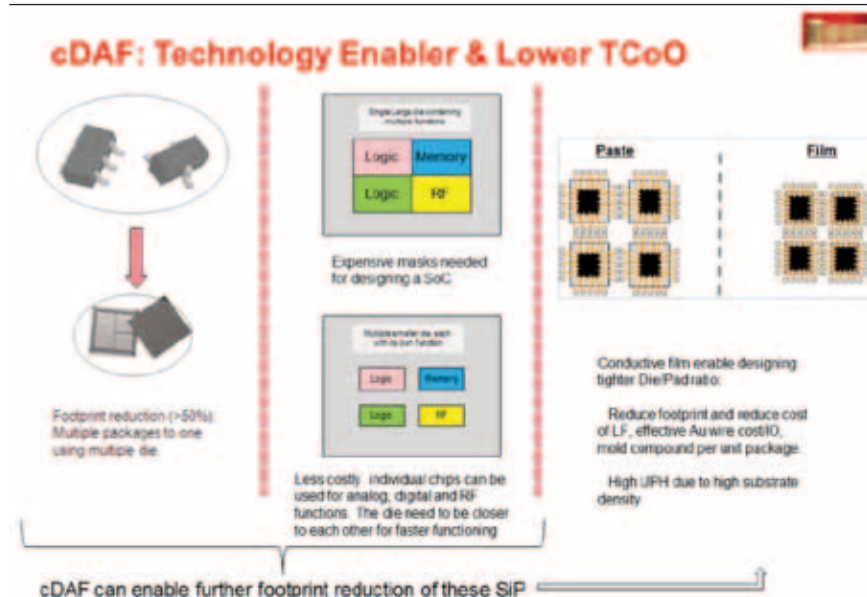 cDAF: Technology Enabler & Lower TCoO
Single Large die combining
multiple functions
Logic
Memory
Logic
RF
Expensive masks needed
for designing a SoC
Multiple smaller die, each
with its own function
Logic
Memory
Logic
RF
Footprint reduction (>50%):
Multiple packages to one
using multiple die.
Less costly individual chips can be
used for analog, digital and RF
functions. The die need to be closer
to each other for faster functioning
Paste
Film
Conductive film enable designing
tighter Die/Pad ratio:
Reduce footprint and reduce cost
of LF, effective Au wire cost/IO,
mold compound per unit package.
High UPH due to high substrate
density
cDAF can enable further footprint reduction of these SiP